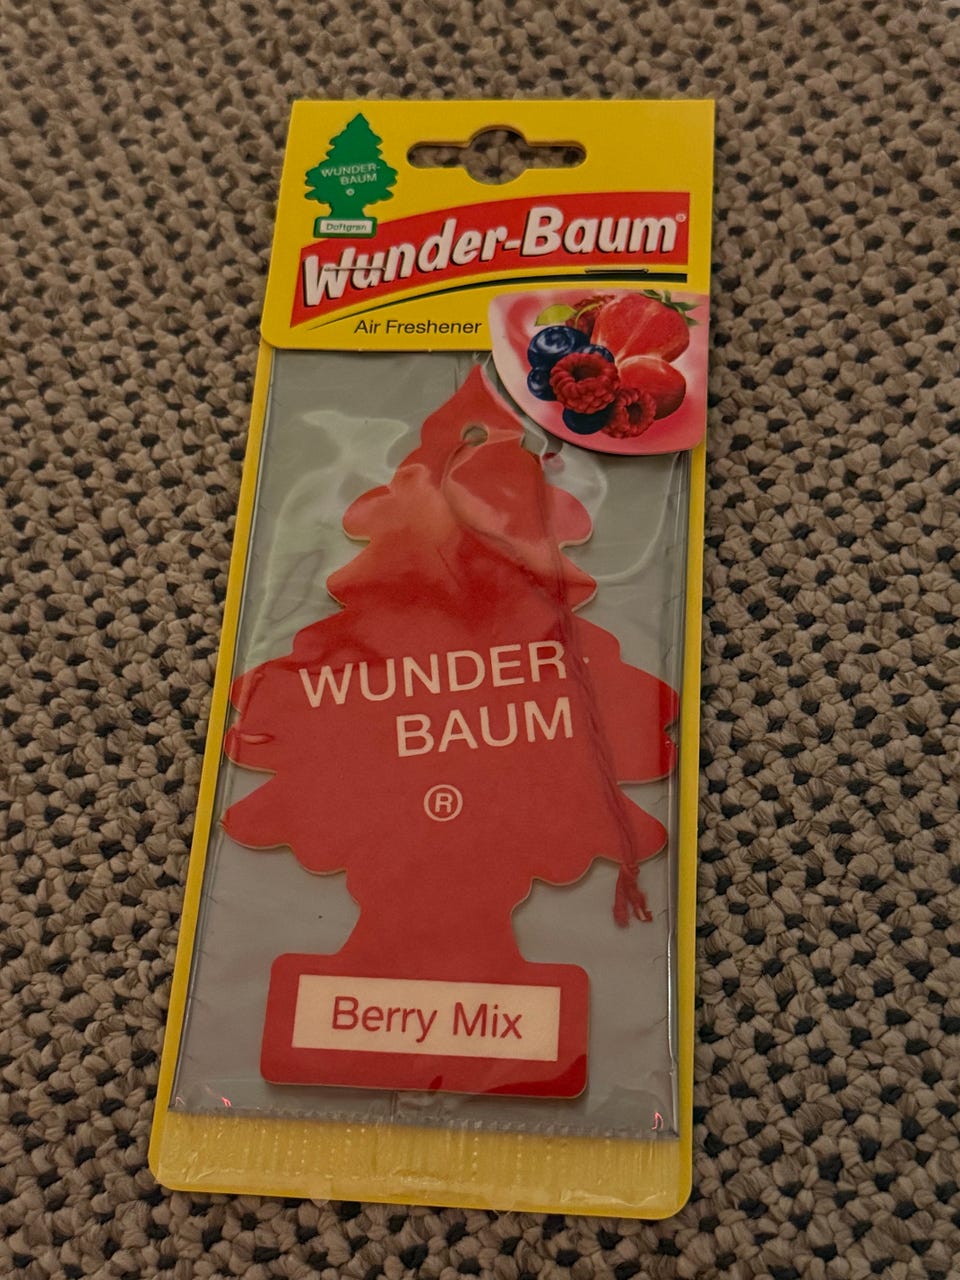 WUNDER-
BAUM
Doftgran
Wunder-Baum®
Air Freshener
WUNDER-
BAUM
®
Berry Mix